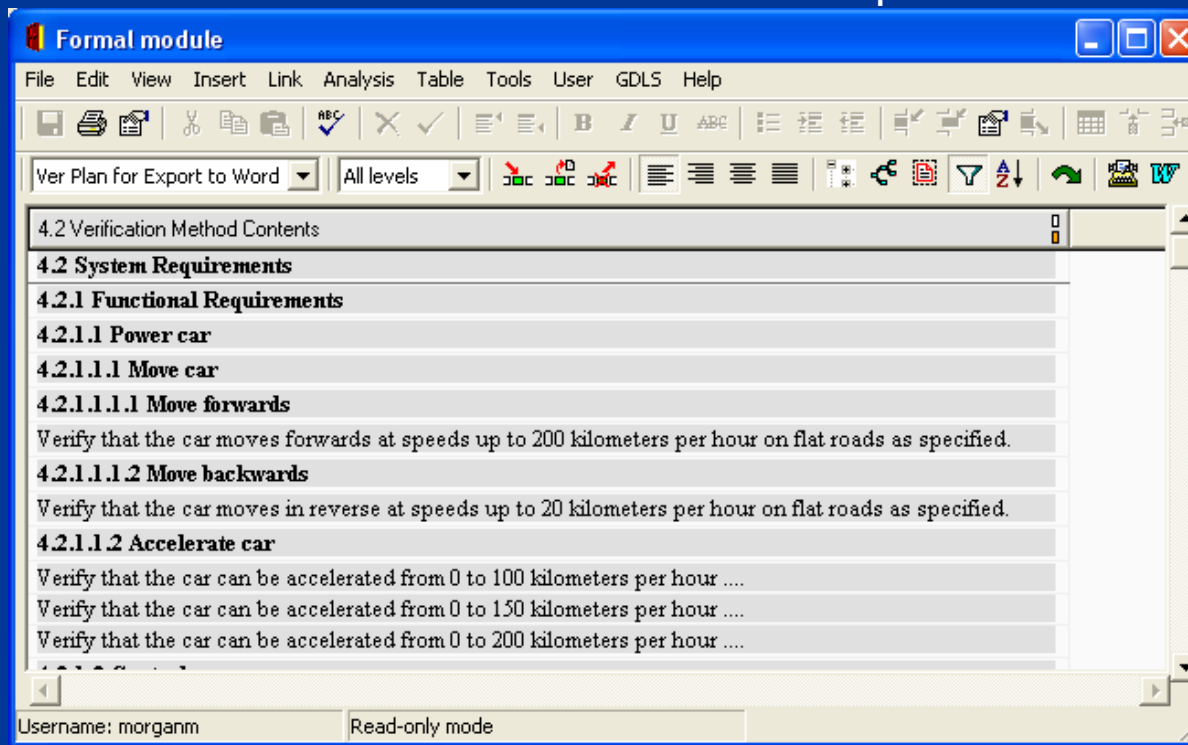 Formal module
File Edit View Insert Link Analysis Table Tools User GDLS Help
ABC B I U ABC
Ver Plan for Export to Word All levels A Z W
4.2 Verification Method Contents
4.2 System Requirements
4.2.1 Functional Requirements
4.2.1.1 Power car
4.2.1.1.1 Move car
4.2.1.1.1.1 Move forwards
Verify that the car moves forwards at speeds up to 200 kilometers per hour on flat roads as specified.
4.2.1.1.1.2 Move backwards
Verify that the car moves in reverse at speeds up to 20 kilometers per hour on flat roads as specified.
4.2.1.1.2 Accelerate car
Verify that the car can be accelerated from 0 to 100 kilometers per hour ....
Verify that the car can be accelerated from 0 to 150 kilometers per hour ....
Verify that the car can be accelerated from 0 to 200 kilometers per hour ....
Username: morganm Read-only mode